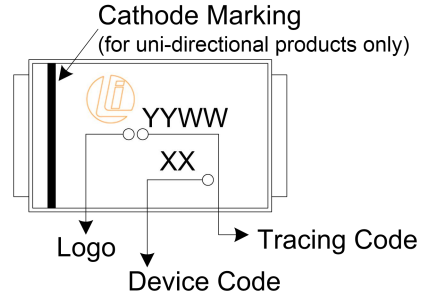 Cathode Marking
(for uni-directional products only)
YYWW
XX
Logo
Tracing Code
Device Code